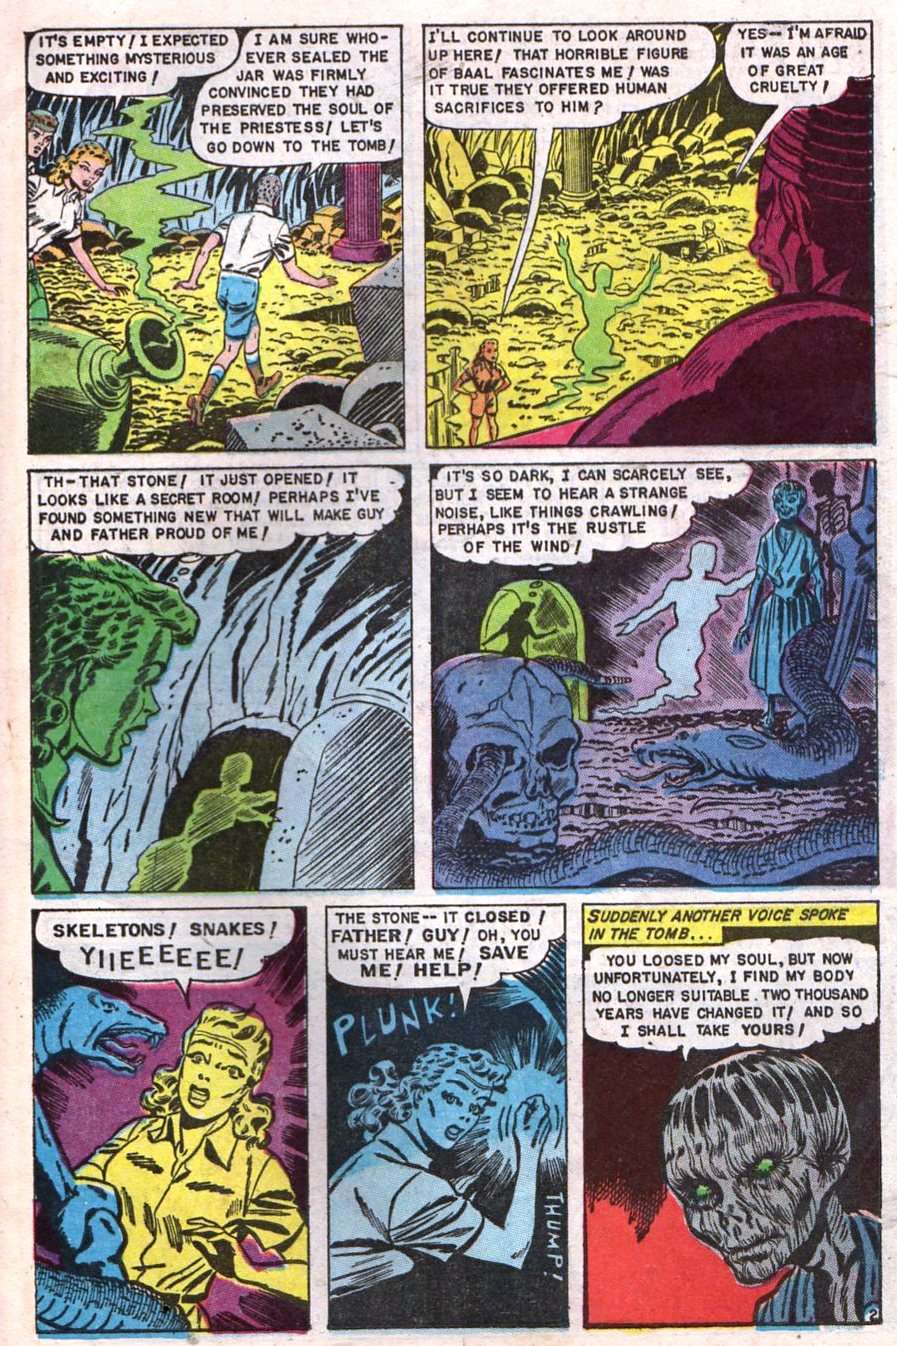 IT'S EMPTY! I EXPECTED
SOMETHING MYSTERIOUS
AND EXCITING!
I AM SURE WHO-
EVER SEALED THE
JAR WAS FIRMLY
CONVINCED THEY HAD
PRESERVED THE SOUL OF
THE PRIESTESS! LET'S
GO DOWN TO THE TOMB!
I'LL CONTINUE TO LOOK AROUND
UP HERE! THAT HORRIBLE FIGURE
OF BAAL FASCINATES ME! WAS
IT TRUE THEY OFFERED HUMAN
SACRIFICES TO HIM?
YES-- I'M AFRAID
IT WAS AN AGE
OF GREAT
CRUELTY!
TH-THAT STONE! IT JUST OPENED! IT
LOOKS LIKE A SECRET ROOM! PERHAPS I'VE
FOUND SOMETHING NEW THAT WILL MAKE GUY
AND FATHER PROUD OF ME!
IT'S SO DARK, I CAN SCARCELY SEE,
BUT I SEEM TO HEAR A STRANGE
NOISE, LIKE THINGS CRAWLING!
PERHAPS IT'S THE RUSTLE
OF THE WIND!
SKELETONS! SNAKES!
YIIEEEEEEE!
THE STONE-- IT CLOSED!
FATHER! GUY! OH, YOU
MUST HEAR ME! SAVE
ME! HELP!
PLUNK!
THUMP!
SUDDENLY ANOTHER VOICE SPOKE
IN THE TOMB...
YOU LOOSED MY SOUL, BUT NOW
UNFORTUNATELY, I FIND MY BODY
NO LONGER SUITABLE. TWO THOUSAND
YEARS HAVE CHANGED IT! AND SO
I SHALL TAKE YOURS!
2